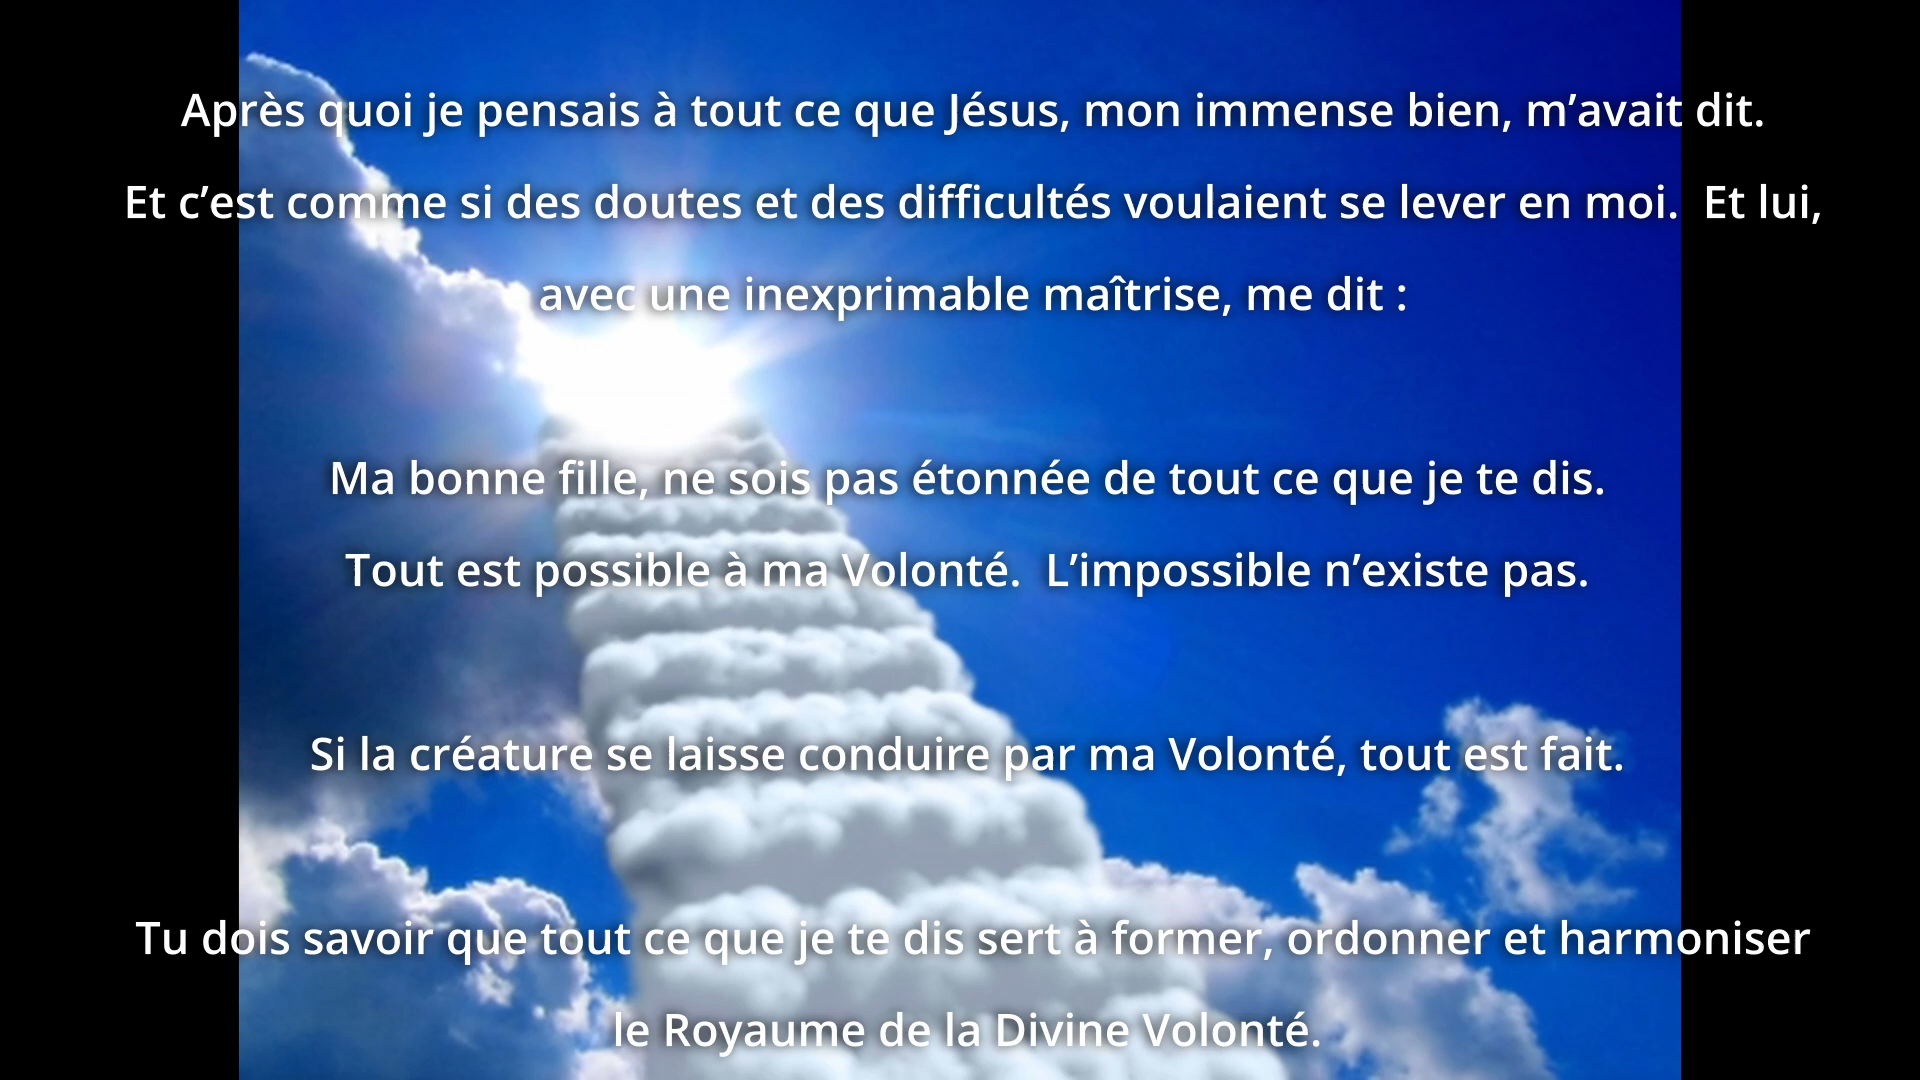 Après quoi je pensais à tout ce que Jésus, mon immense bien, m’avait dit.
Et c’est comme si des doutes et des difficultés voulaient se lever en moi.  Et lui,
avec une inexprimable maîtrise, me dit :
Ma bonne fille, ne sois pas étonnée de tout ce que je te dis.
Tout est possible à ma Volonté.  L’impossible n’existe pas.
Si la créature se laisse conduire par ma Volonté, tout est fait.
Tu dois savoir que tout ce que je te dis sert à former, ordonner et harmoniser
le Royaume de la Divine Volonté.